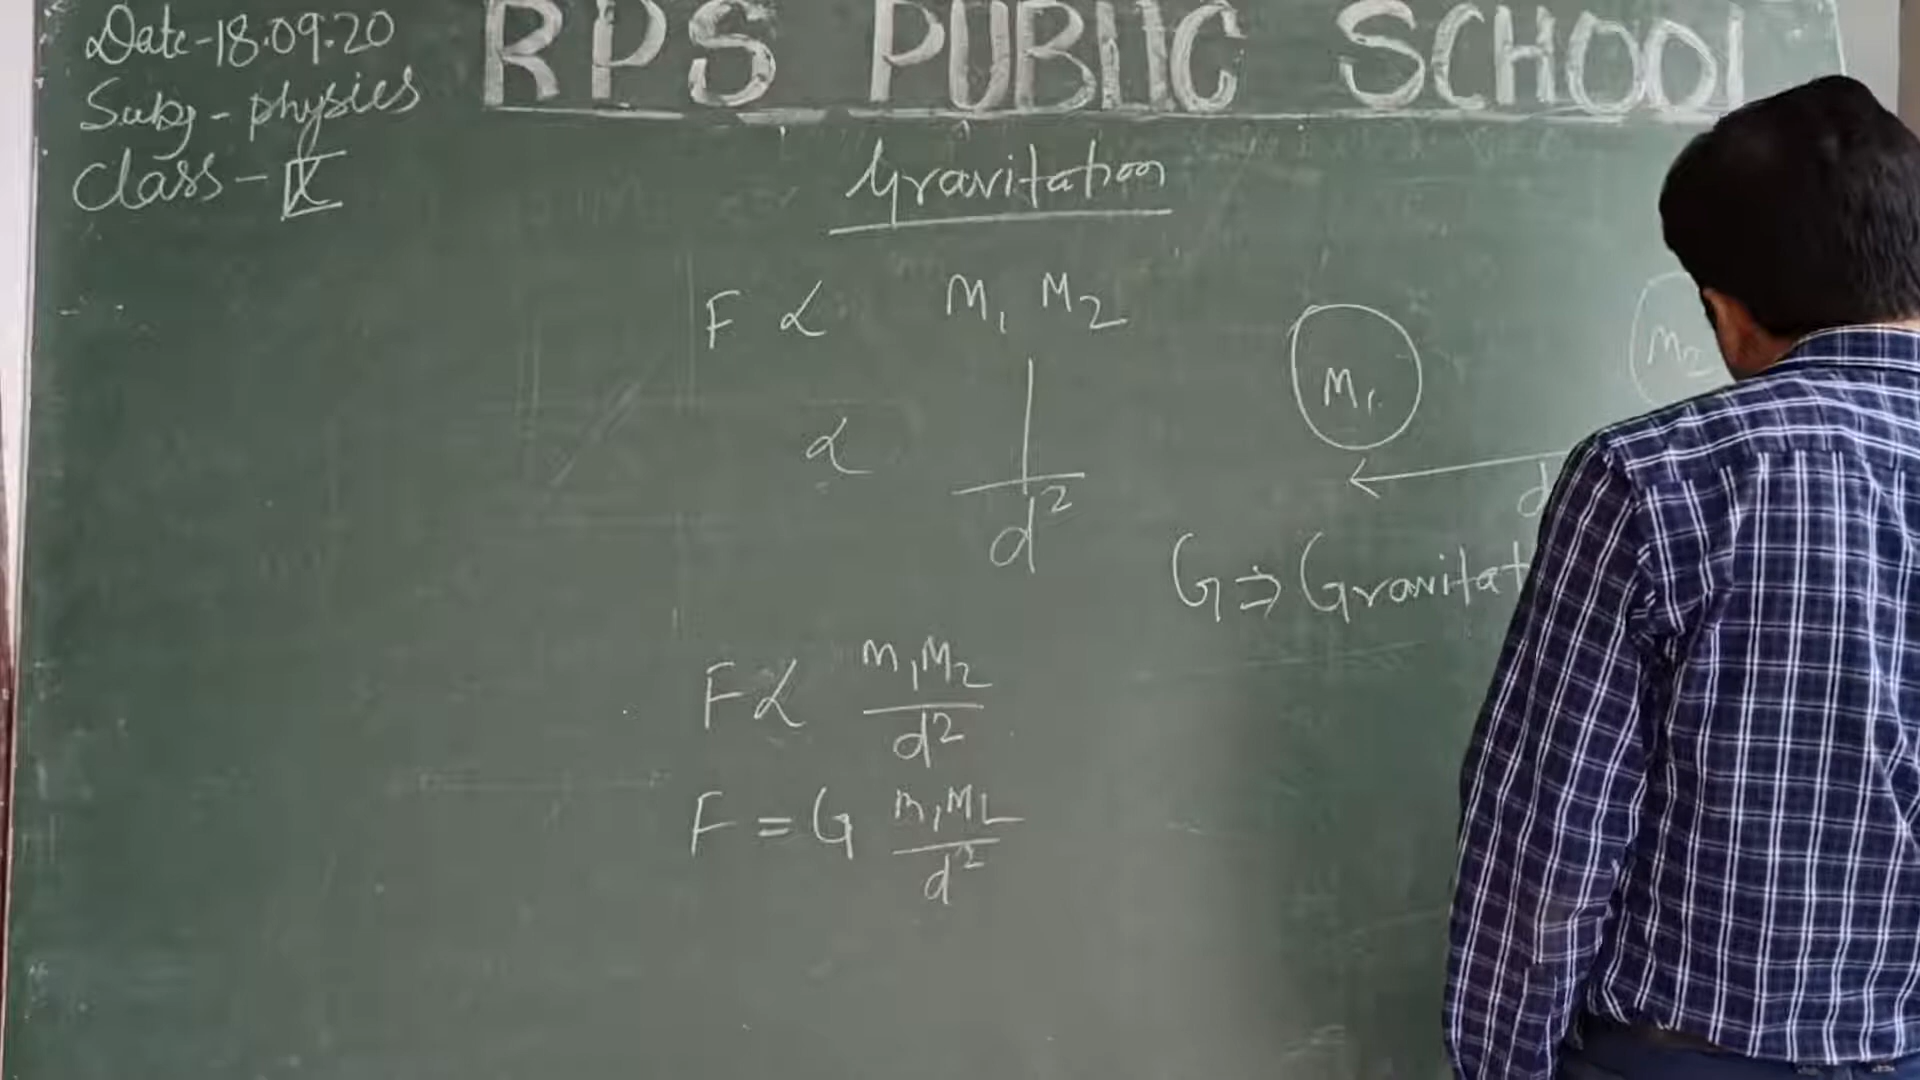 Date-18.09.20
Subj - physics
Class - IX
RPS PUBLIC SCHOOL
Gravitation
F ∝ M₁ M₂
∝ 1/d²
M₁
M₂
d
G ⇒ Gravitat
F ∝ M₁M₂/d²
F = G M₁M₂/d²